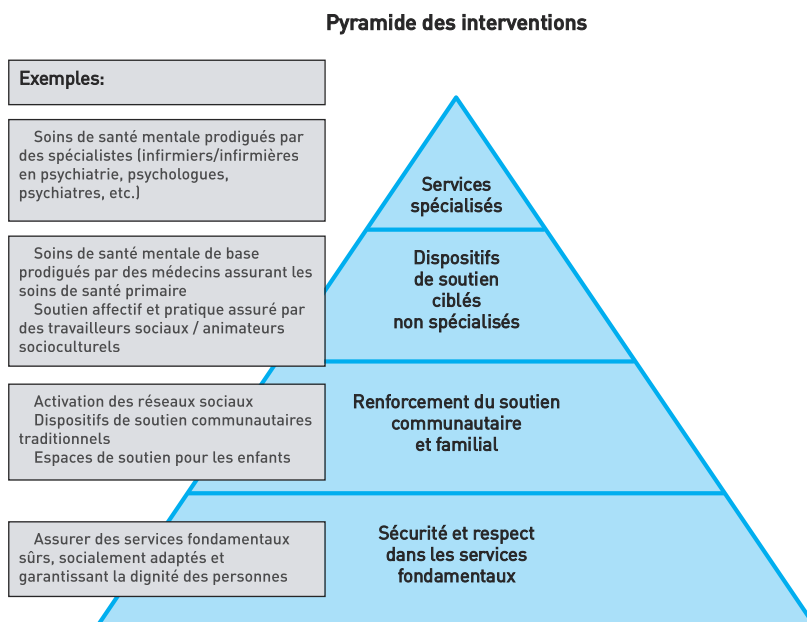 Pyramide des interventions
Exemples:
Soins de santé mentale prodigués par
des spécialistes (infirmiers/infirmières
en psychiatrie, psychologues,
psychiatres, etc.)
Services
spécialisés
Soins de santé mentale de base
prodigués par des médecins assurant les
soins de santé primaire
Soutien affectif et pratique assuré par
des travailleurs sociaux / animateurs
socioculturels
Dispositifs
de soutien
ciblés
non spécialisés
Activation des réseaux sociaux
Dispositifs de soutien communautaires
traditionnels
Espaces de soutien pour les enfants
Renforcement du soutien
communautaire
et familial
Assurer des services fondamentaux
sûrs, socialement adaptés et
garantissant la dignité des personnes
Sécurité et respect
dans les services
fondamentaux